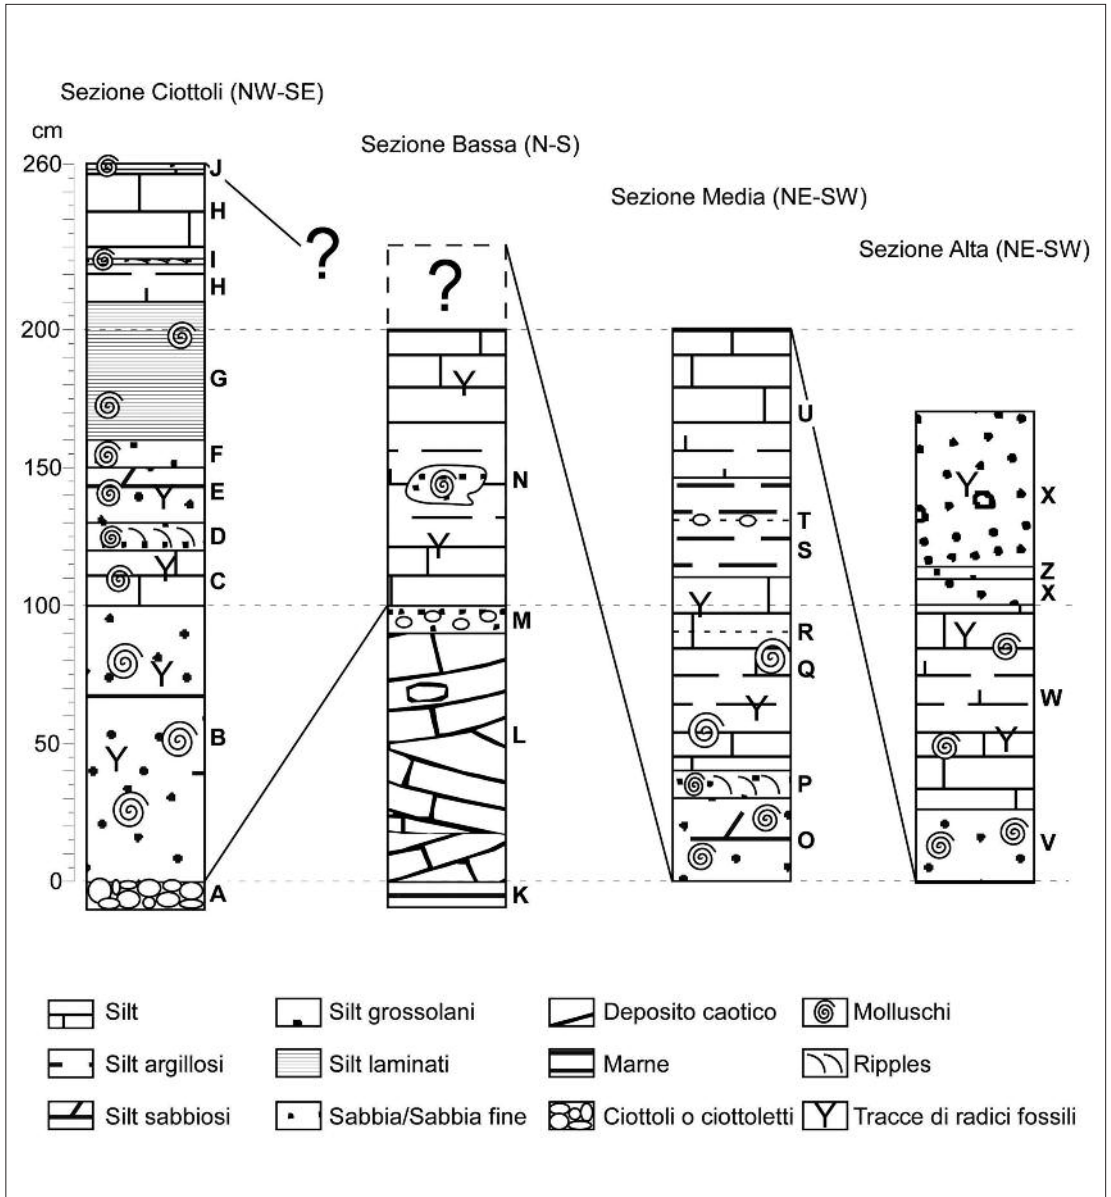 Sezione Ciottoli (NW-SE)
Sezione Bassa (N-S)
Sezione Media (NE-SW)
Sezione Alta (NE-SW)
cm
260
200
150
100
50
0
J
H
I
H
G
F
E
D
C
B
A
?
?
N
M
L
K
U
T
S
R
Q
P
O
X
Z
X
W
V
Silt
Silt grossolani
Deposito caotico
Molluschi
Silt argillosi
Silt laminati
Marne
Ripples
Silt sabbiosi
Sabbia/Sabbia fine
Ciottoli o ciottoletti
Tracce di radici fossili